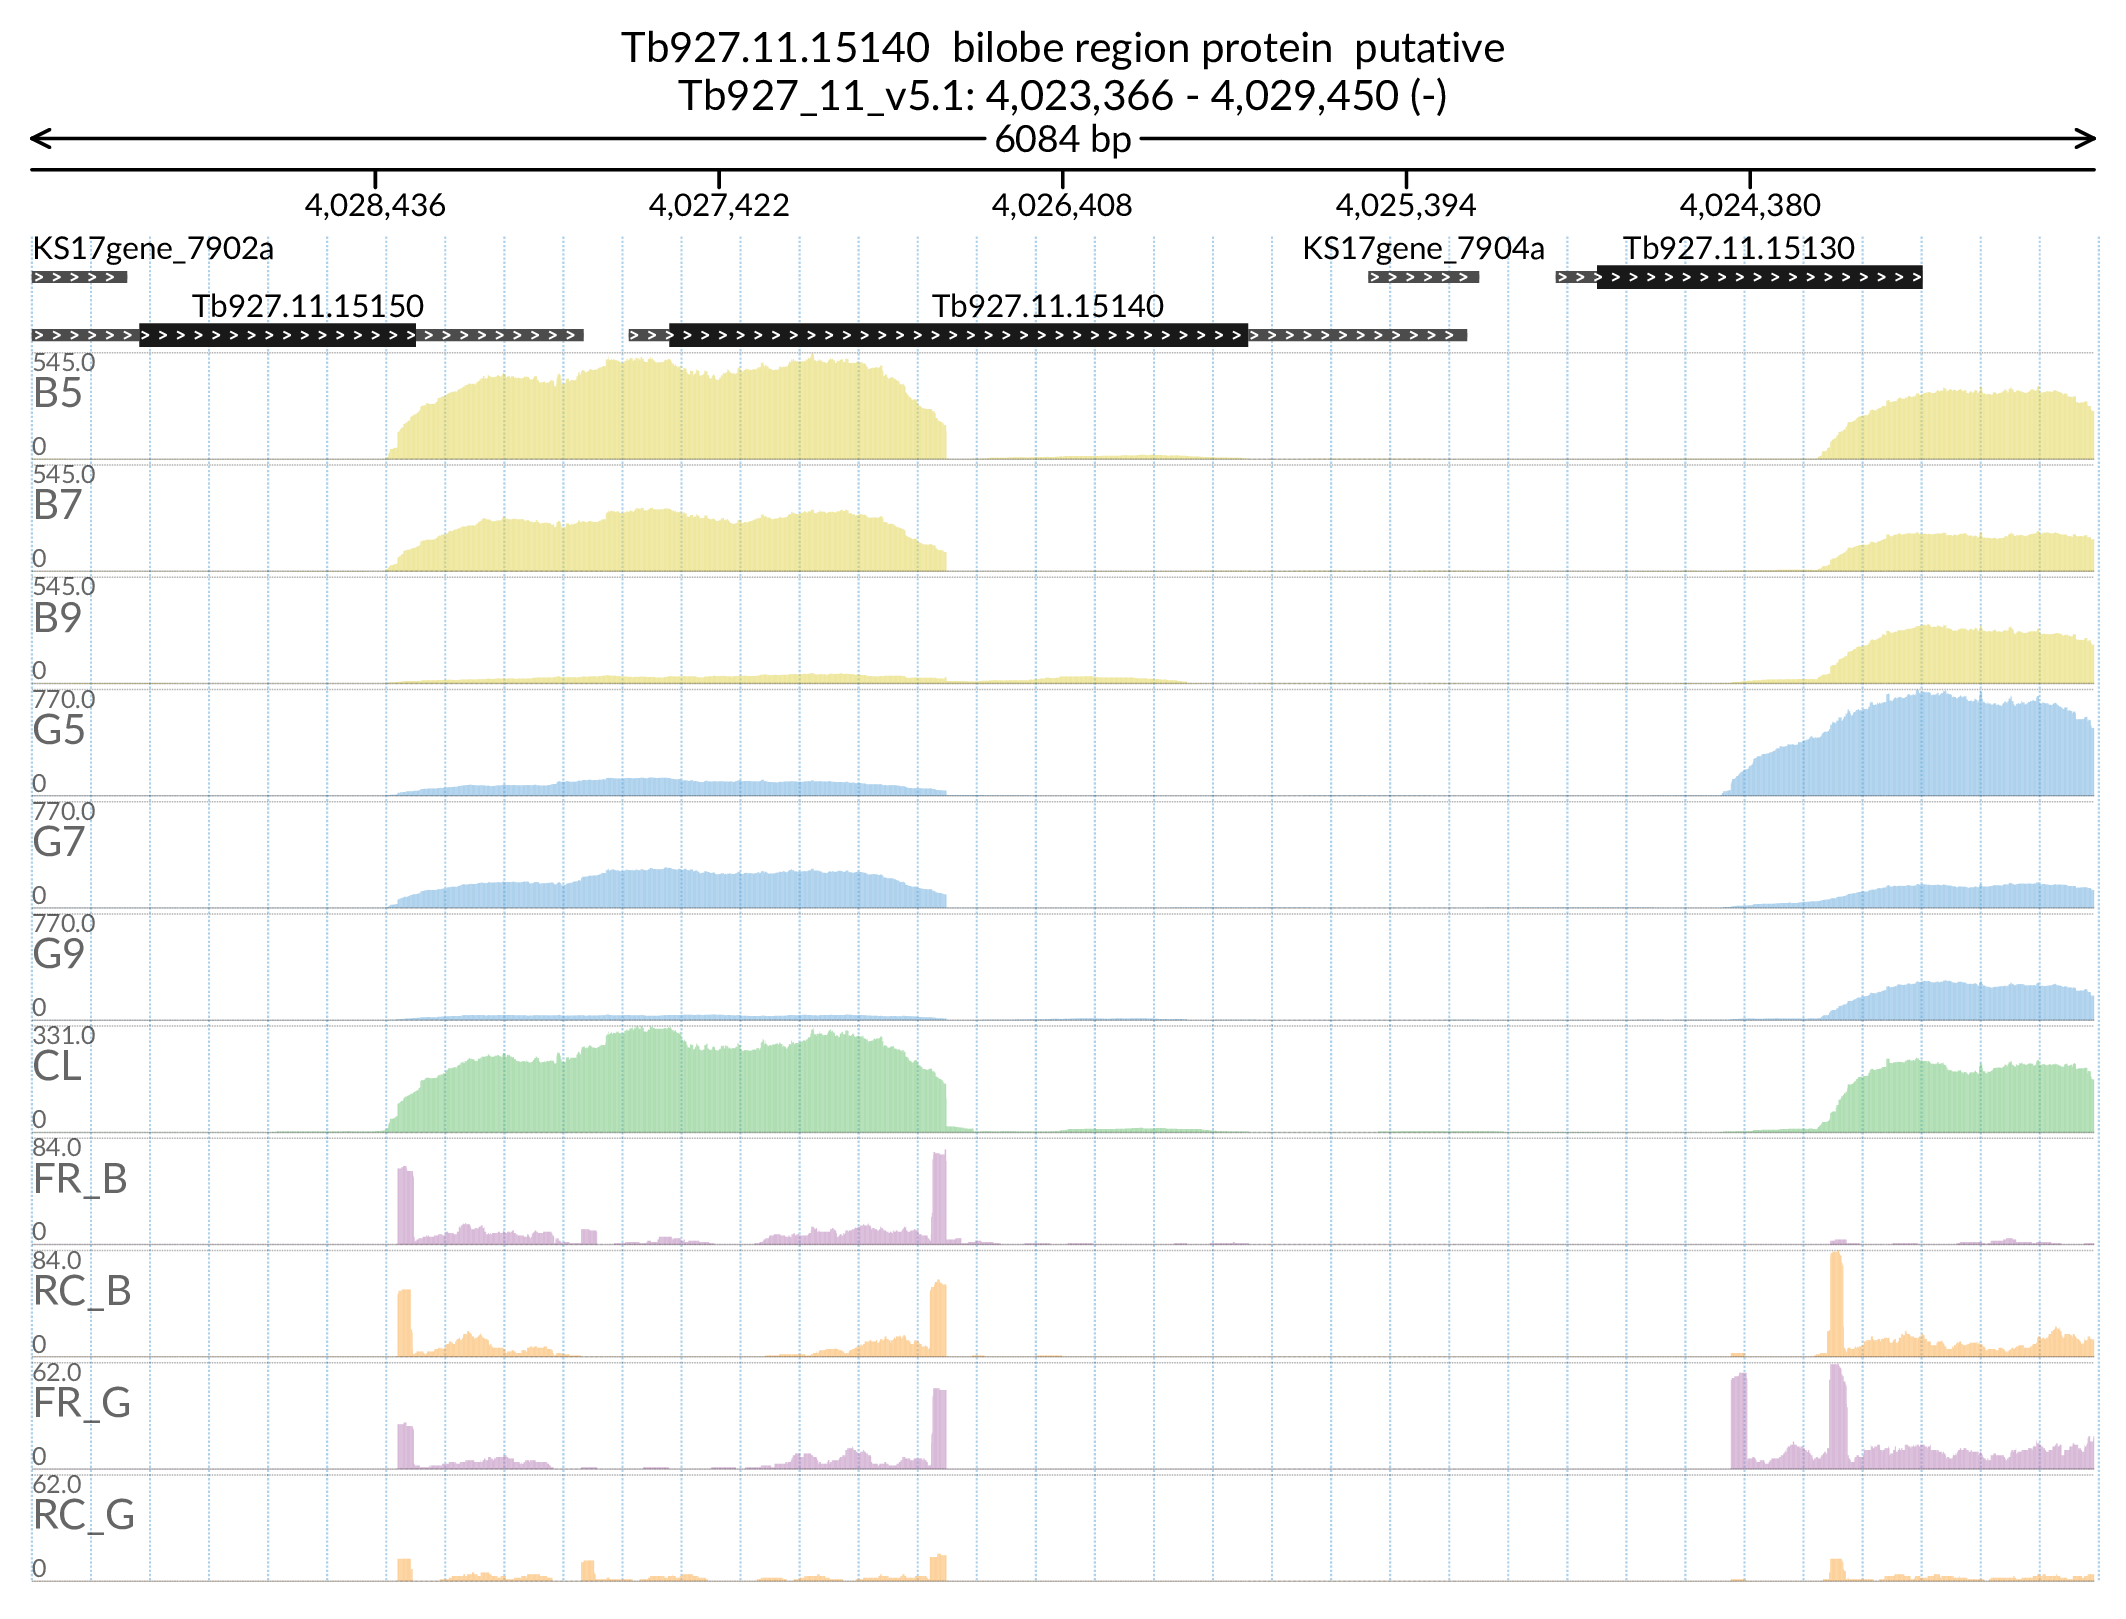 Tb927.11.15140 bilobe region protein putative
Tb927_11_v5.1: 4,023,366 - 4,029,450 (-)
6084 bp
4,028,436 4,027,422 4,026,408 4,025,394 4,024,380
KS17gene_7902a KS17gene_7904a Tb927.11.15130
Tb927.11.15150 Tb927.11.15140
545.0
B5
0
545.0
B7
0
545.0
B9
0
770.0
G5
0
770.0
G7
0
770.0
G9
0
331.0
CL
0
84.0
FR_B
0
84.0
RC_B
0
62.0
FR_G
0
62.0
RC_G
0